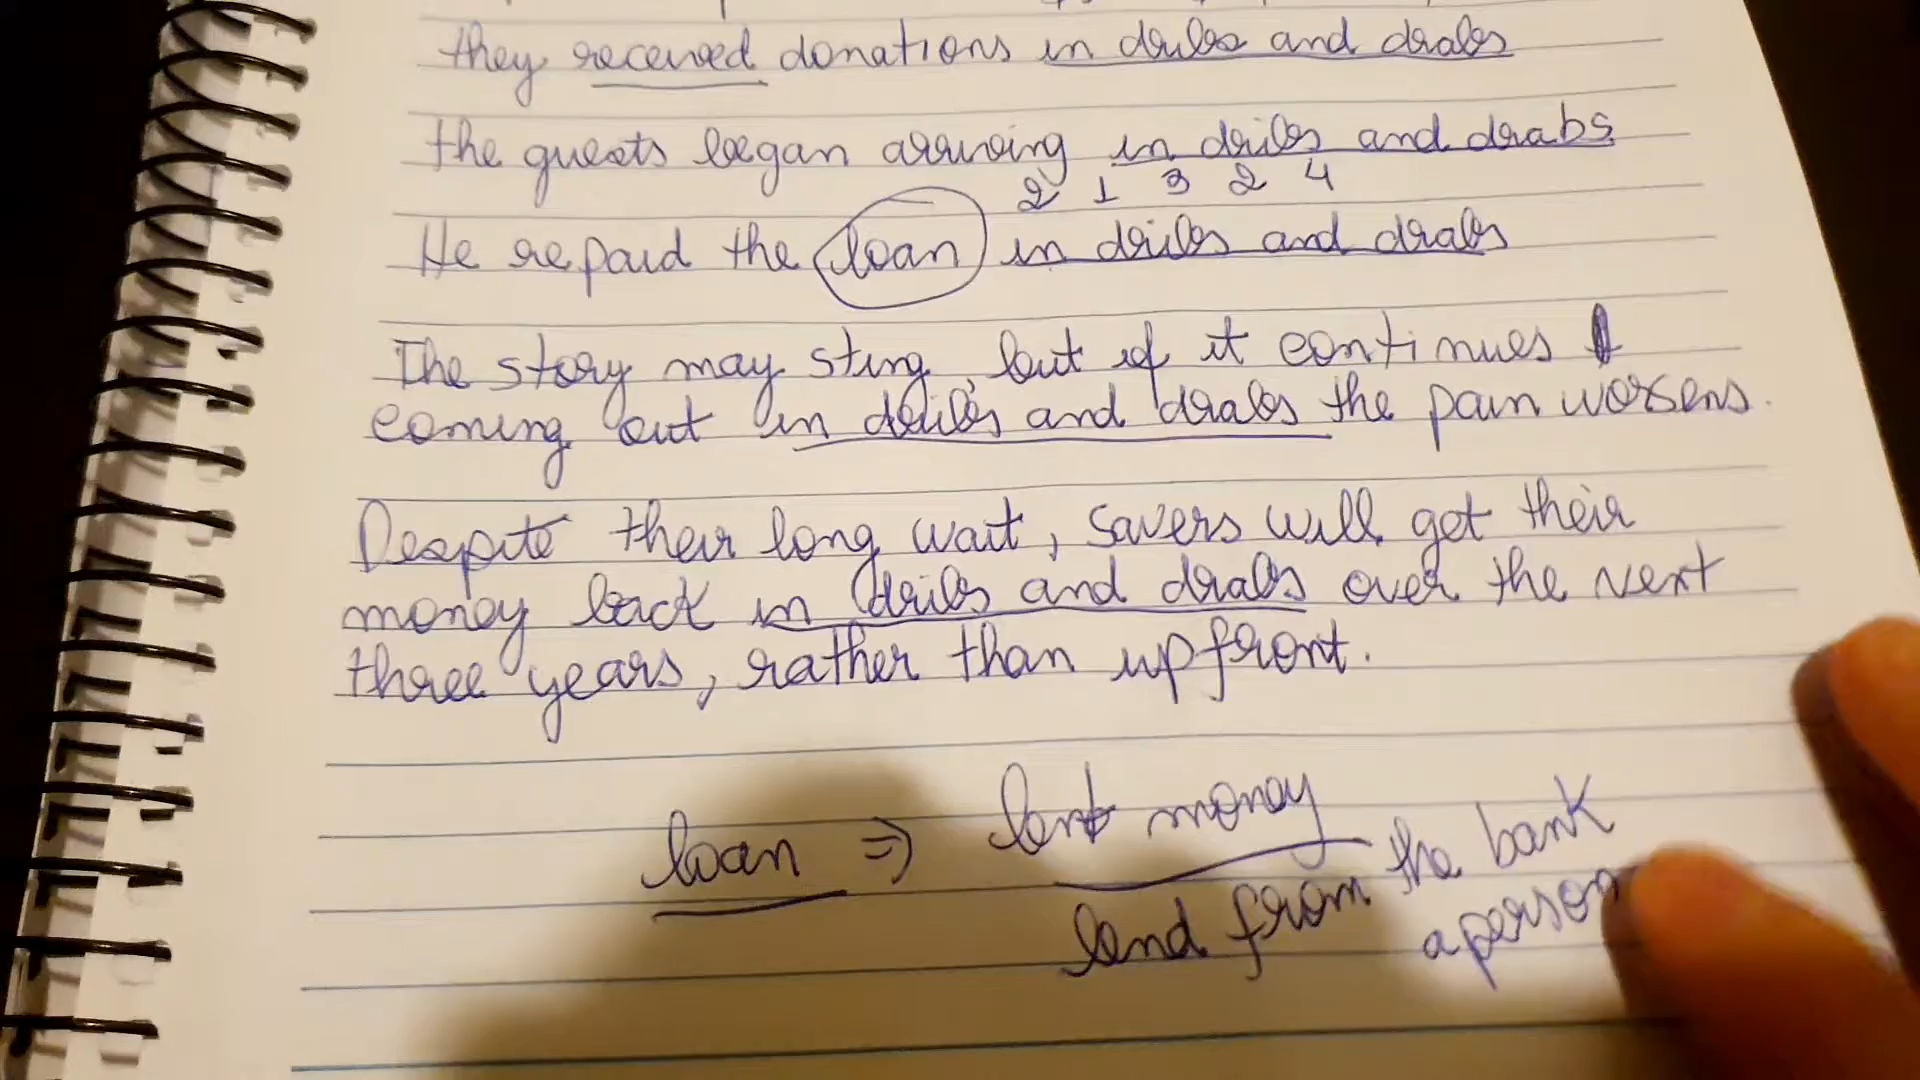 they received donations in dribs and drabs
the guests began arriving in dribs and drabs
2 1 3 2 4
He repaid the loan in dribs and drabs
The story may sting, but if it continues
coming out in dribs and drabs the pain worsens.
Despite their long wait, savers will get their
money back in dribs and drabs over the next
three years, rather than upfront.
loan ⇒ lent money
lend from the bank
a person